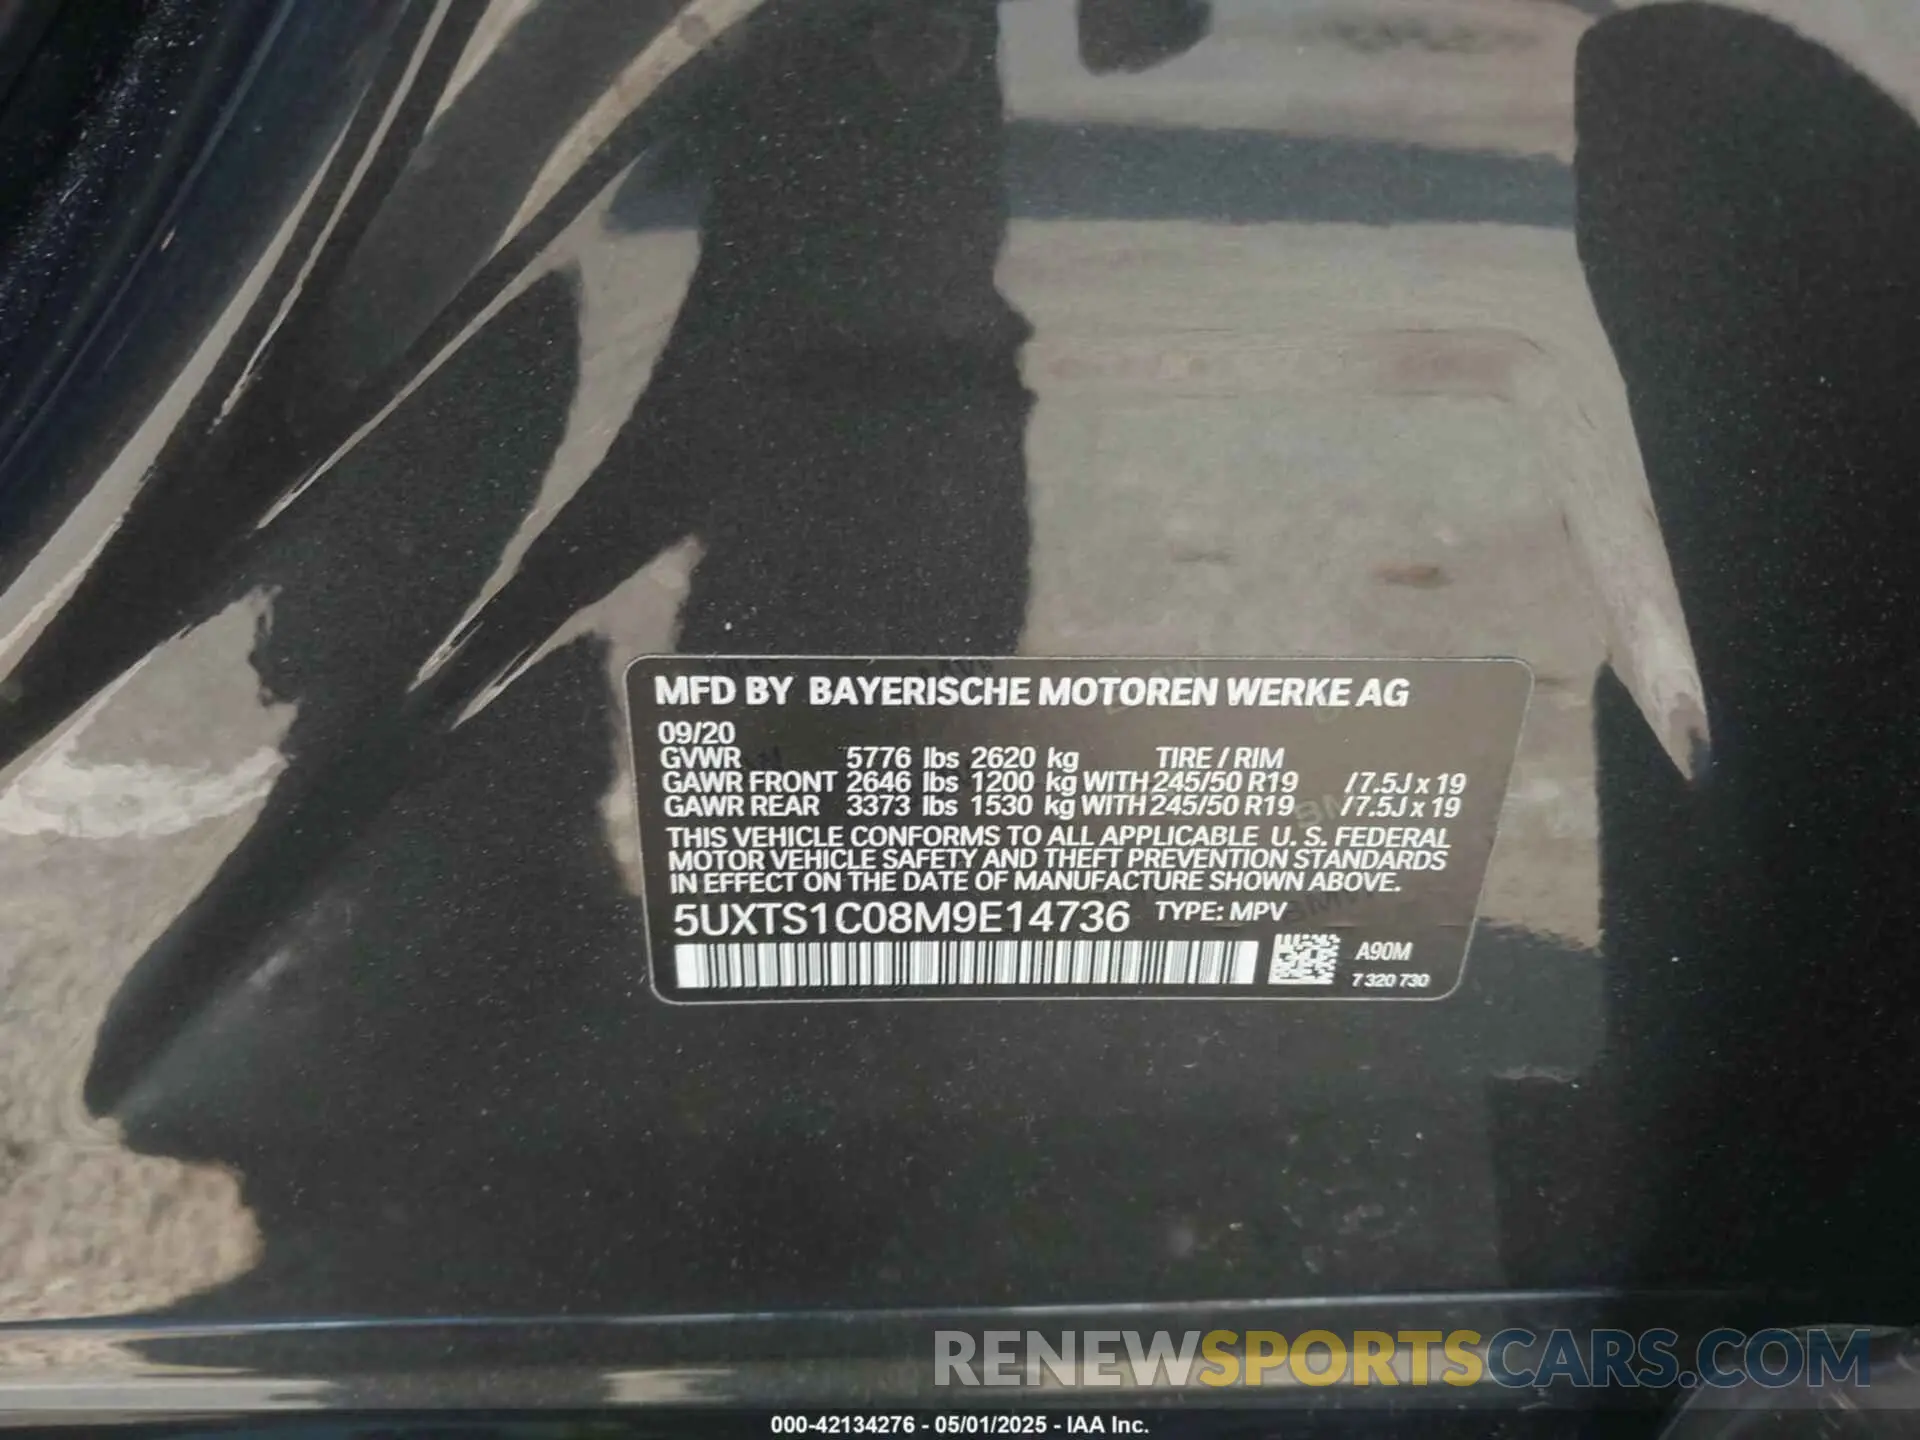 MFD BY BAYERISCHE MOTOREN WERKE AG
09/20
GVWR 5776 lbs 2620 kg TIRE / RIM
GAWR FRONT 2646 lbs 1200 kg WITH 245/50 R19 /7.5J x 19
GAWR REAR 3373 lbs 1530 kg WITH 245/50 R19 /7.5J x 19
THIS VEHICLE CONFORMS TO ALL APPLICABLE U. S. FEDERAL
MOTOR VEHICLE SAFETY AND THEFT PREVENTION STANDARDS
IN EFFECT ON THE DATE OF MANUFACTURE SHOWN ABOVE.
5UXTS1C08M9E14736 TYPE: MPV
A90M
7 320 730
RENEWSPORTSCARS.COM
000-42134276 - 05/01/2025 - IAA Inc.